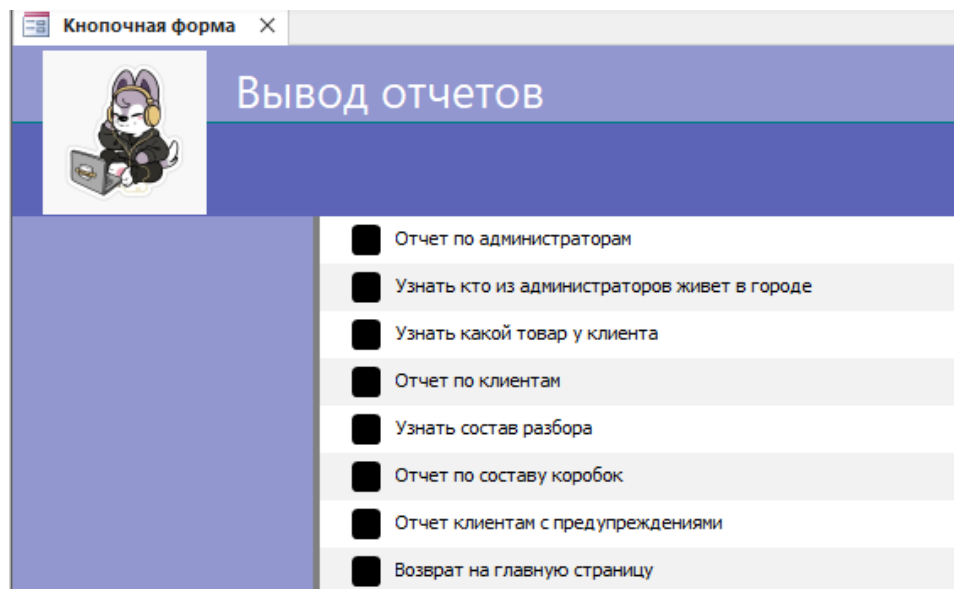 Кнопочная форма
Вывод отчетов
Отчет по администраторам
Узнать кто из администраторов живет в городе
Узнать какой товар у клиента
Отчет по клиентам
Узнать состав разбора
Отчет по составу коробок
Отчет клиентам с предупреждениями
Возврат на главную страницу